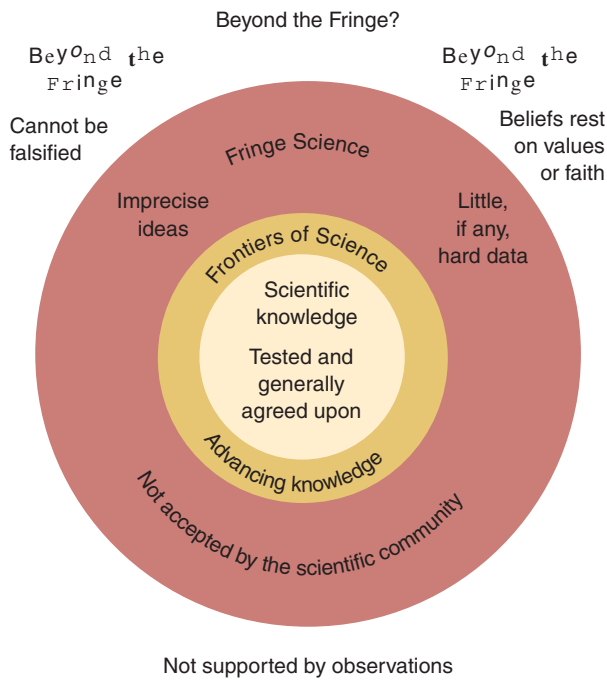 Beyond the Fringe?
Beyond the
Fringe
Beyond the
Fringe
Cannot be
falsified
Beliefs rest
on values
or faith
Fringe Science
Imprecise
ideas
Little,
if any,
hard data
Frontiers of Science
Scientific
knowledge
Tested and
generally
agreed upon
Advancing knowledge
Not accepted by the scientific community
Not supported by observations